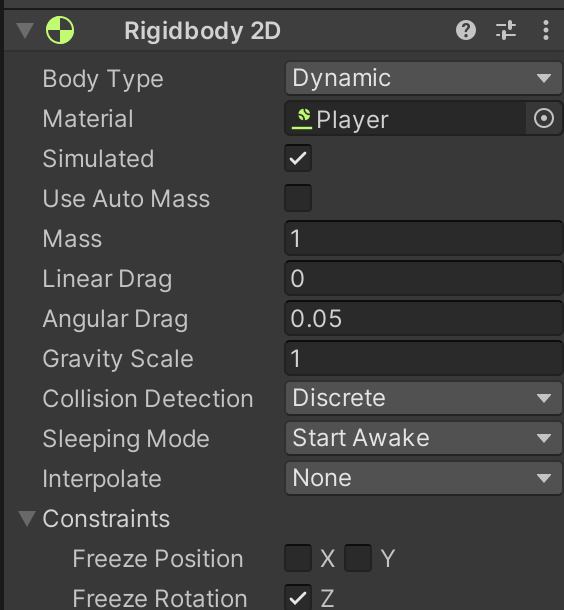 Rigidbody 2D
Body Type Dynamic
Material Player
Simulated
Use Auto Mass
Mass 1
Linear Drag 0
Angular Drag 0.05
Gravity Scale 1
Collision Detection Discrete
Sleeping Mode Start Awake
Interpolate None
Constraints
Freeze Position X Y
Freeze Rotation Z